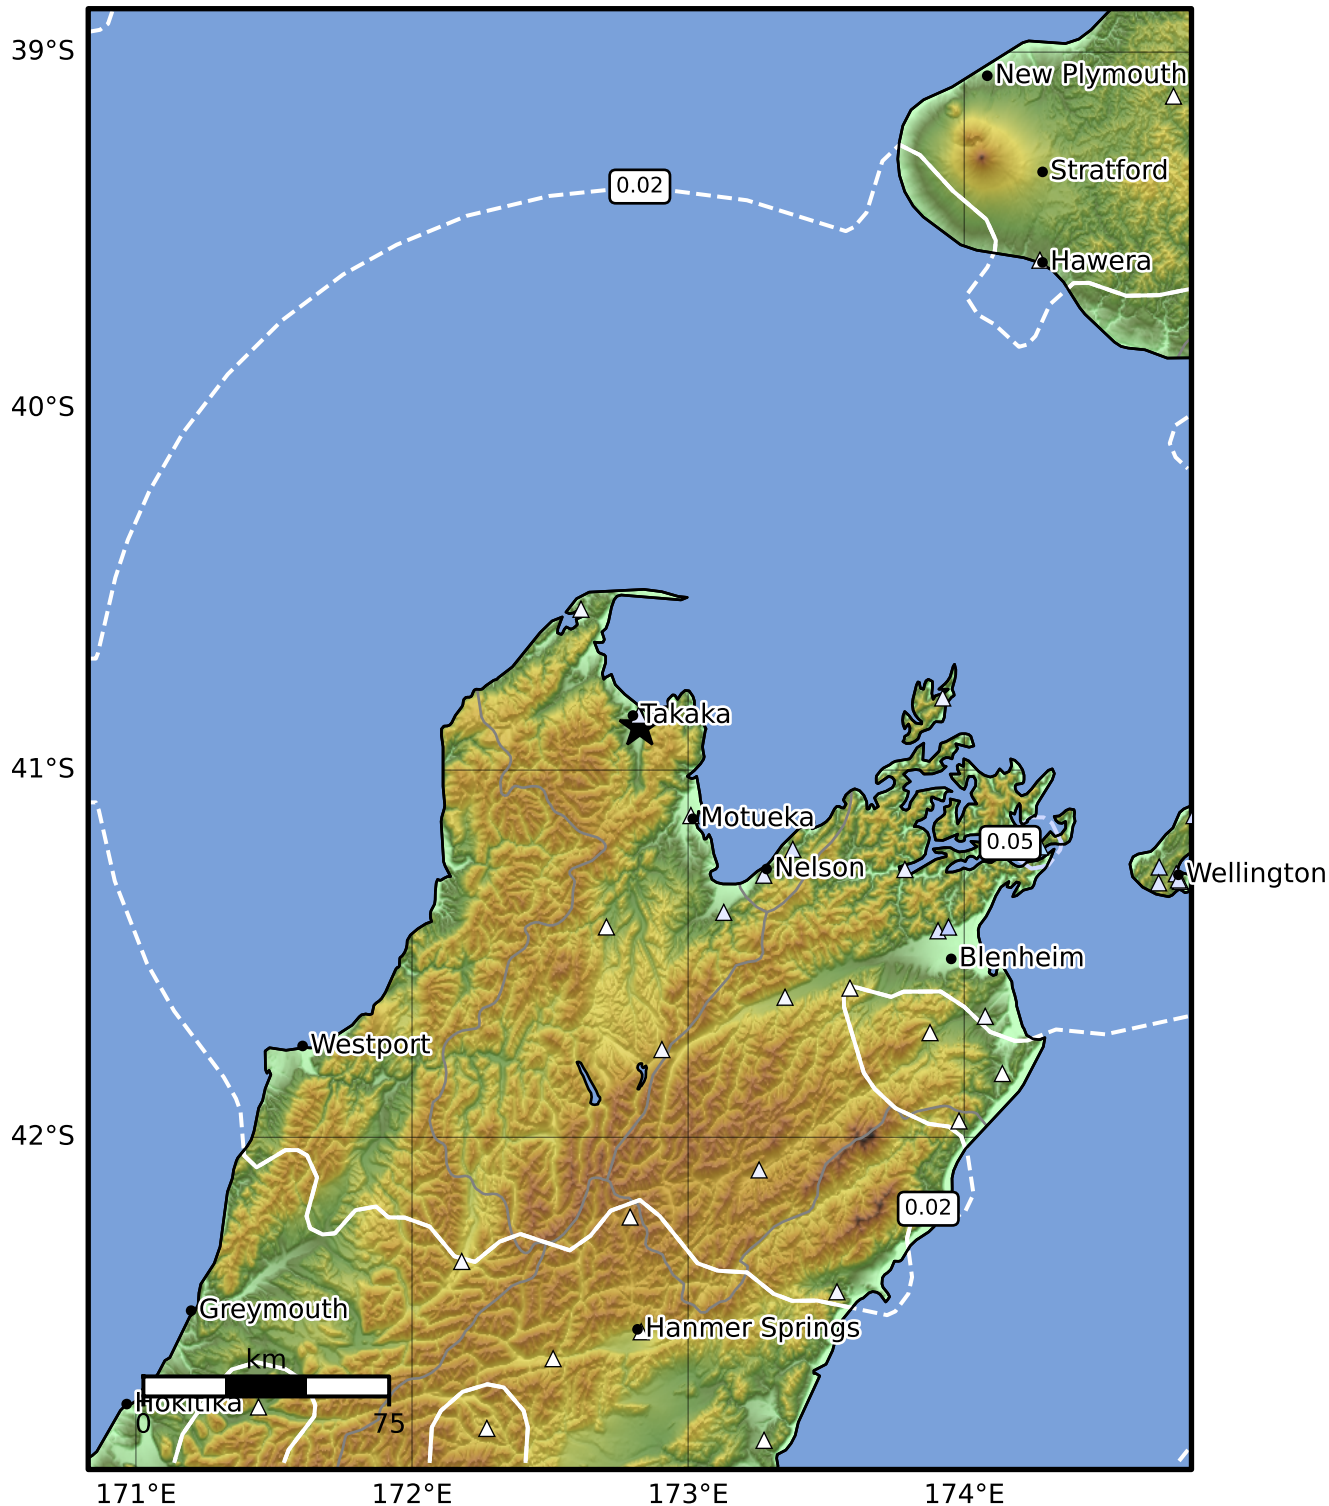 39°S
New Plymouth
Stratford
0.02
Hawera
40°S
Takaka
41°S
Motueka
0.05
Nelson
Wellington
Blenheim
Westport
42°S
0.02
Greymouth
Hanmer Springs
km
Hokitika
0 75
171°E 172°E 173°E 174°E